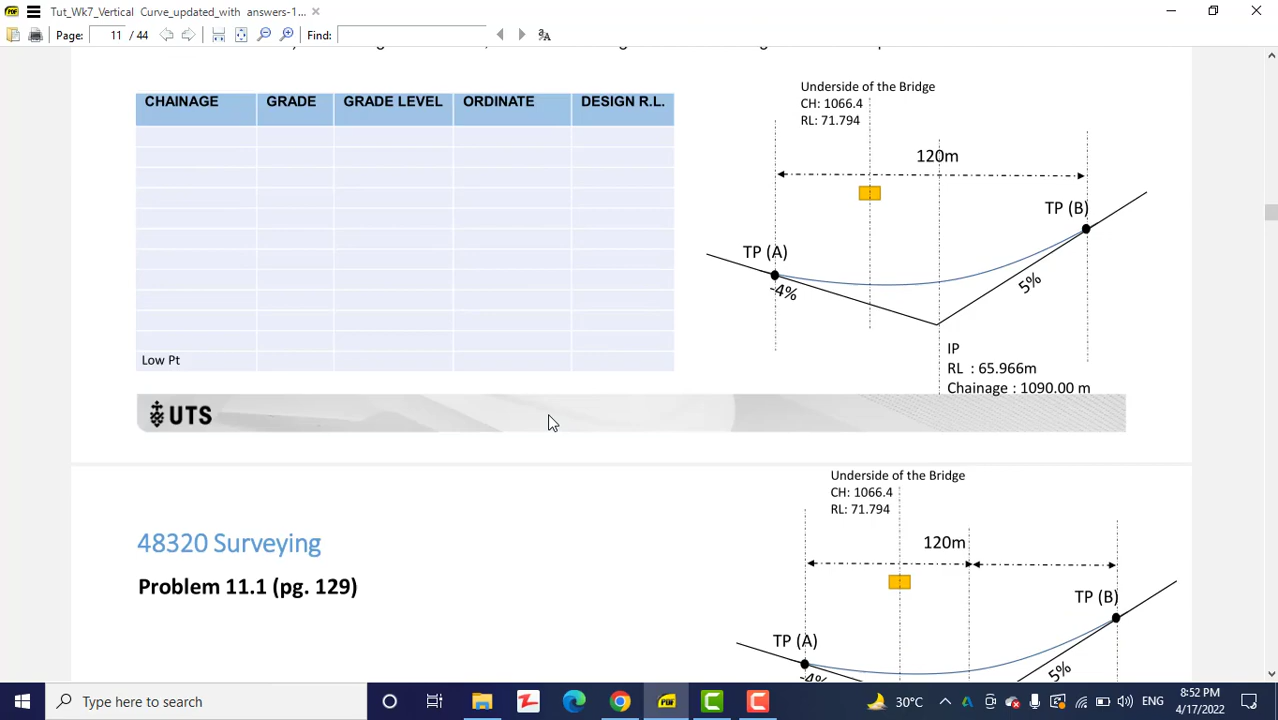 Tut_Wk7_Vertical Curve_updated_with answers-1...
Page: 11 / 44
Find:
CHAINAGE GRADE GRADE LEVEL ORDINATE DESIGN R.L.
Low Pt
Underside of the Bridge
CH: 1066.4
RL: 71.794
120m
TP (B)
TP (A)
-4%
5%
IP
RL : 65.966m
Chainage : 1090.00 m
UTS
48320 Surveying
Problem 11.1 (pg. 129)
Underside of the Bridge
CH: 1066.4
RL: 71.794
120m
TP (B)
TP (A)
-4%
5%
Type here to search
30°C
ENG
8:52 PM
4/17/2022